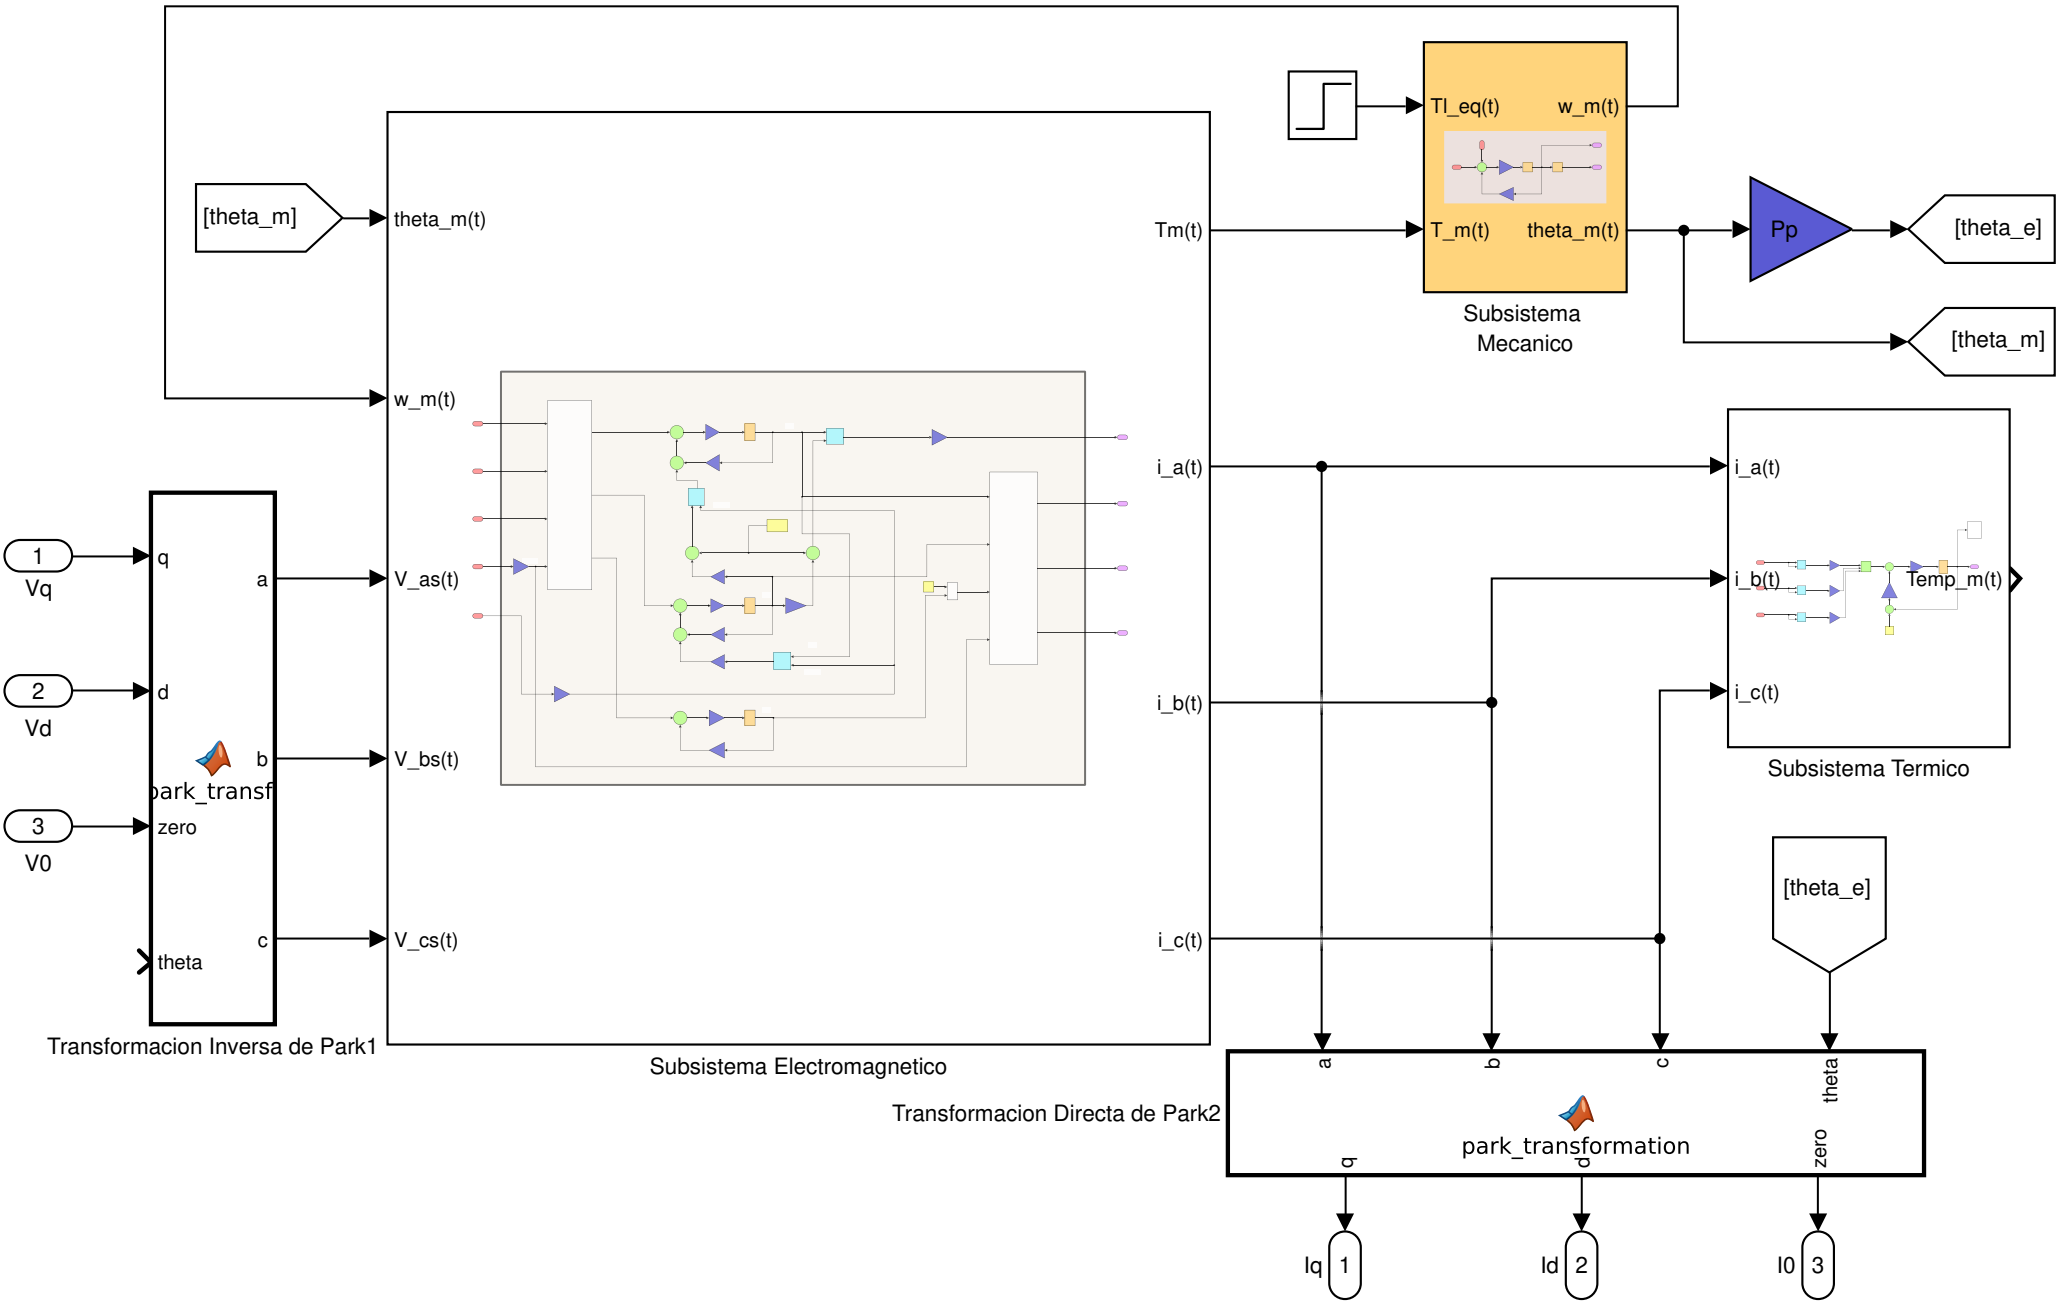 Tl_eq(t)
w_m(t)
[theta_m]
theta_m(t)
Tm(t)
T_m(t)
theta_m(t)
Pp
[theta_e]
Subsistema
Mecanico
[theta_m]
w_m(t)
i_a(t)
i_a(t)
1
Vq
q
a
V_as(t)
i_b(t)
Temp_m(t)
2
Vd
d
i_b(t)
i_c(t)
b
V_bs(t)
Subsistema Termico
park_transf
3
V0
zero
[theta_e]
c
V_cs(t)
i_c(t)
theta
Transformacion Inversa de Park1
Subsistema Electromagnetico
a
b
c
theta
Transformacion Directa de Park2
park_transformation
q
d
zero
Iq
1
Id
2
I0
3